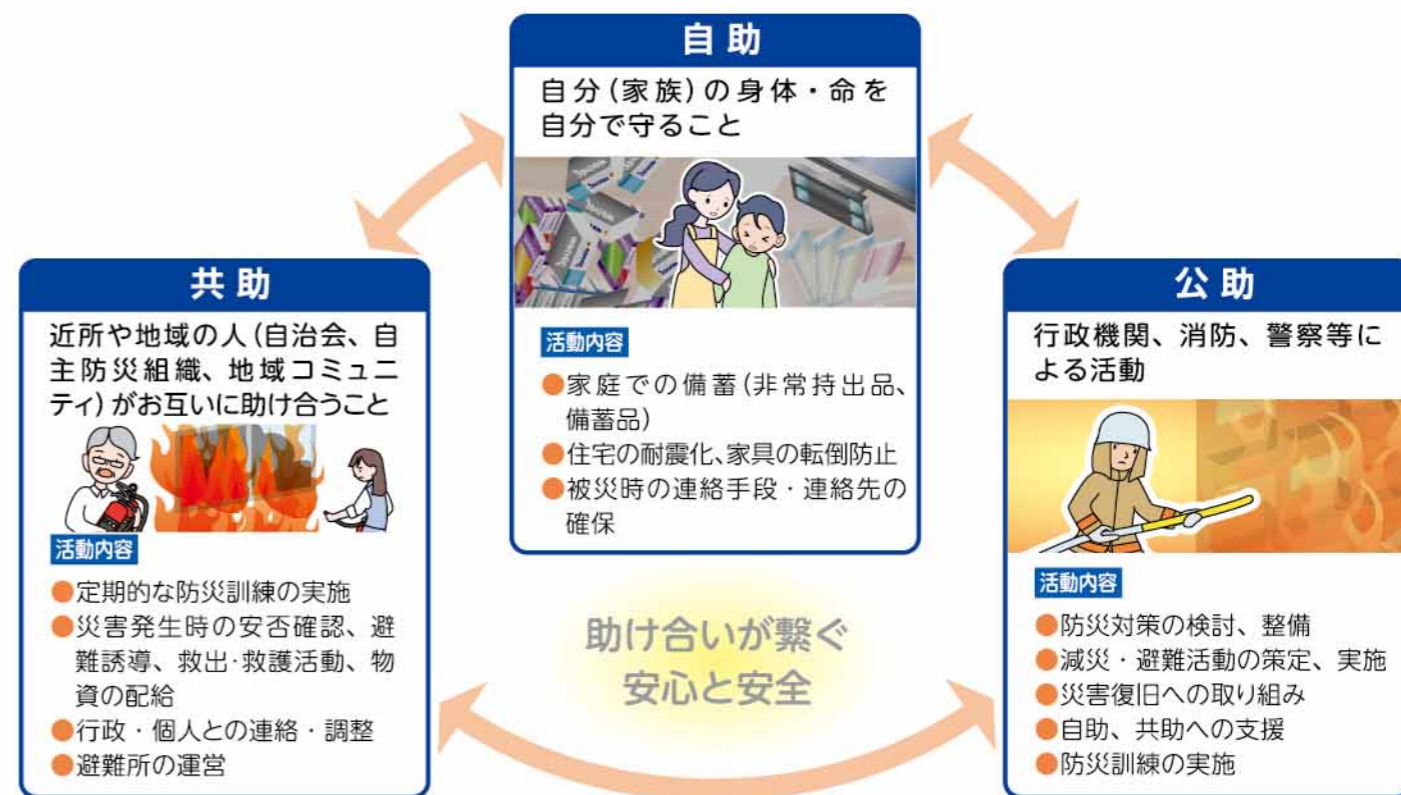 自助
自分(家族)の身体・命を
自分で守ること
活動内容
●家庭での備蓄(非常持出品、
備蓄品)
●住宅の耐震化、家具の転倒防止
●被災時の連絡手段・連絡先の
確保
共助
近所や地域の人(自治会、自
主防災組織、地域コミュニ
ティ)がお互いに助け合うこと
活動内容
●定期的な防災訓練の実施
●災害発生時の安否確認、避
難誘導、救出・救護活動、物
資の配給
●行政・個人との連絡・調整
●避難所の運営
公助
行政機関、消防、警察等に
よる活動
活動内容
●防災対策の検討、整備
●減災・避難活動の策定、実施
●災害復旧への取り組み
●自助、共助への支援
●防災訓練の実施
助け合いが繋ぐ
安心と安全